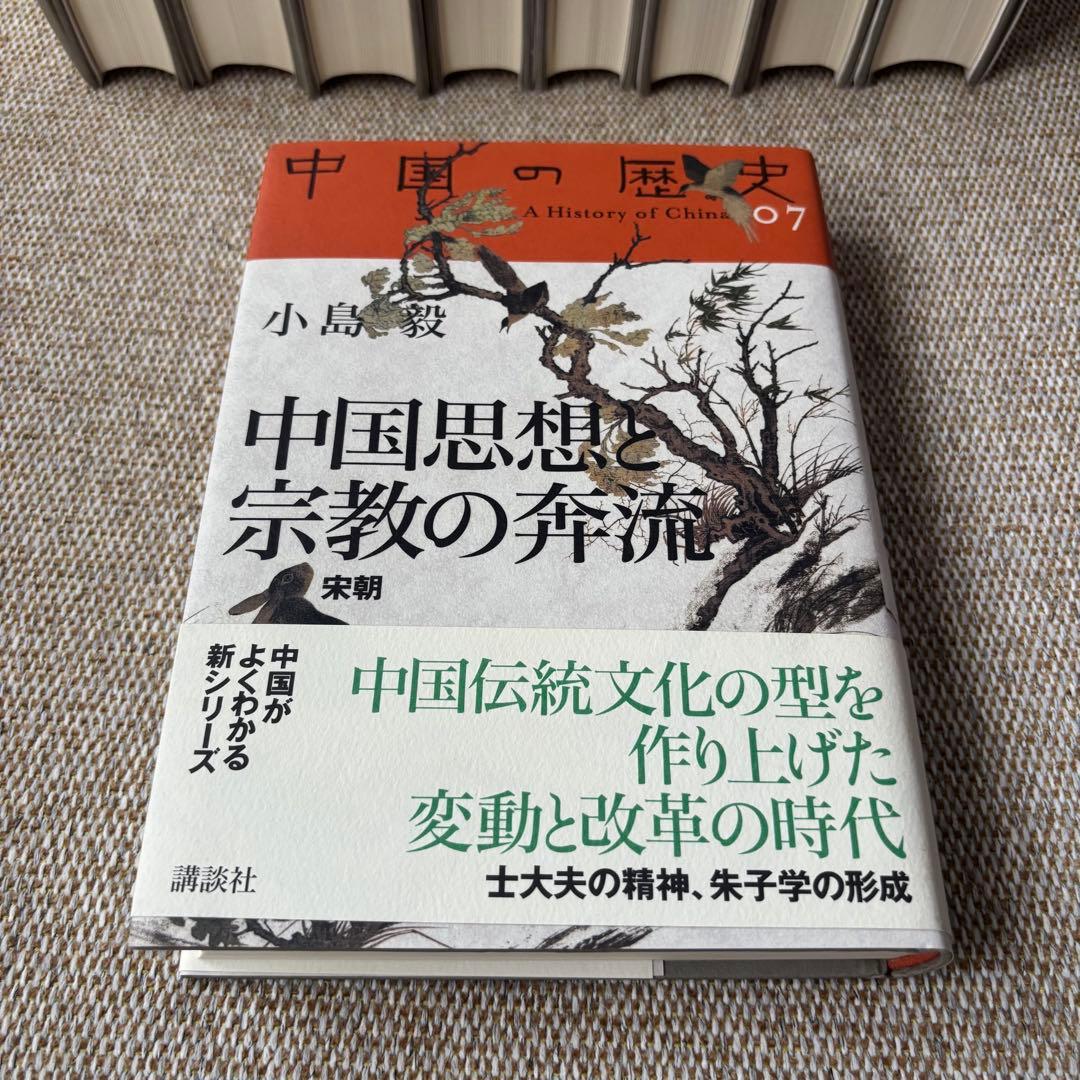 中国の歴史
A History of China 07
小島 毅
中国思想と
宗教の奔流
宋朝
中国が
よくわかる
新シリーズ
中国伝統文化の型を
作り上げた
変動と改革の時代
士大夫の精神、朱子学の形成
講談社